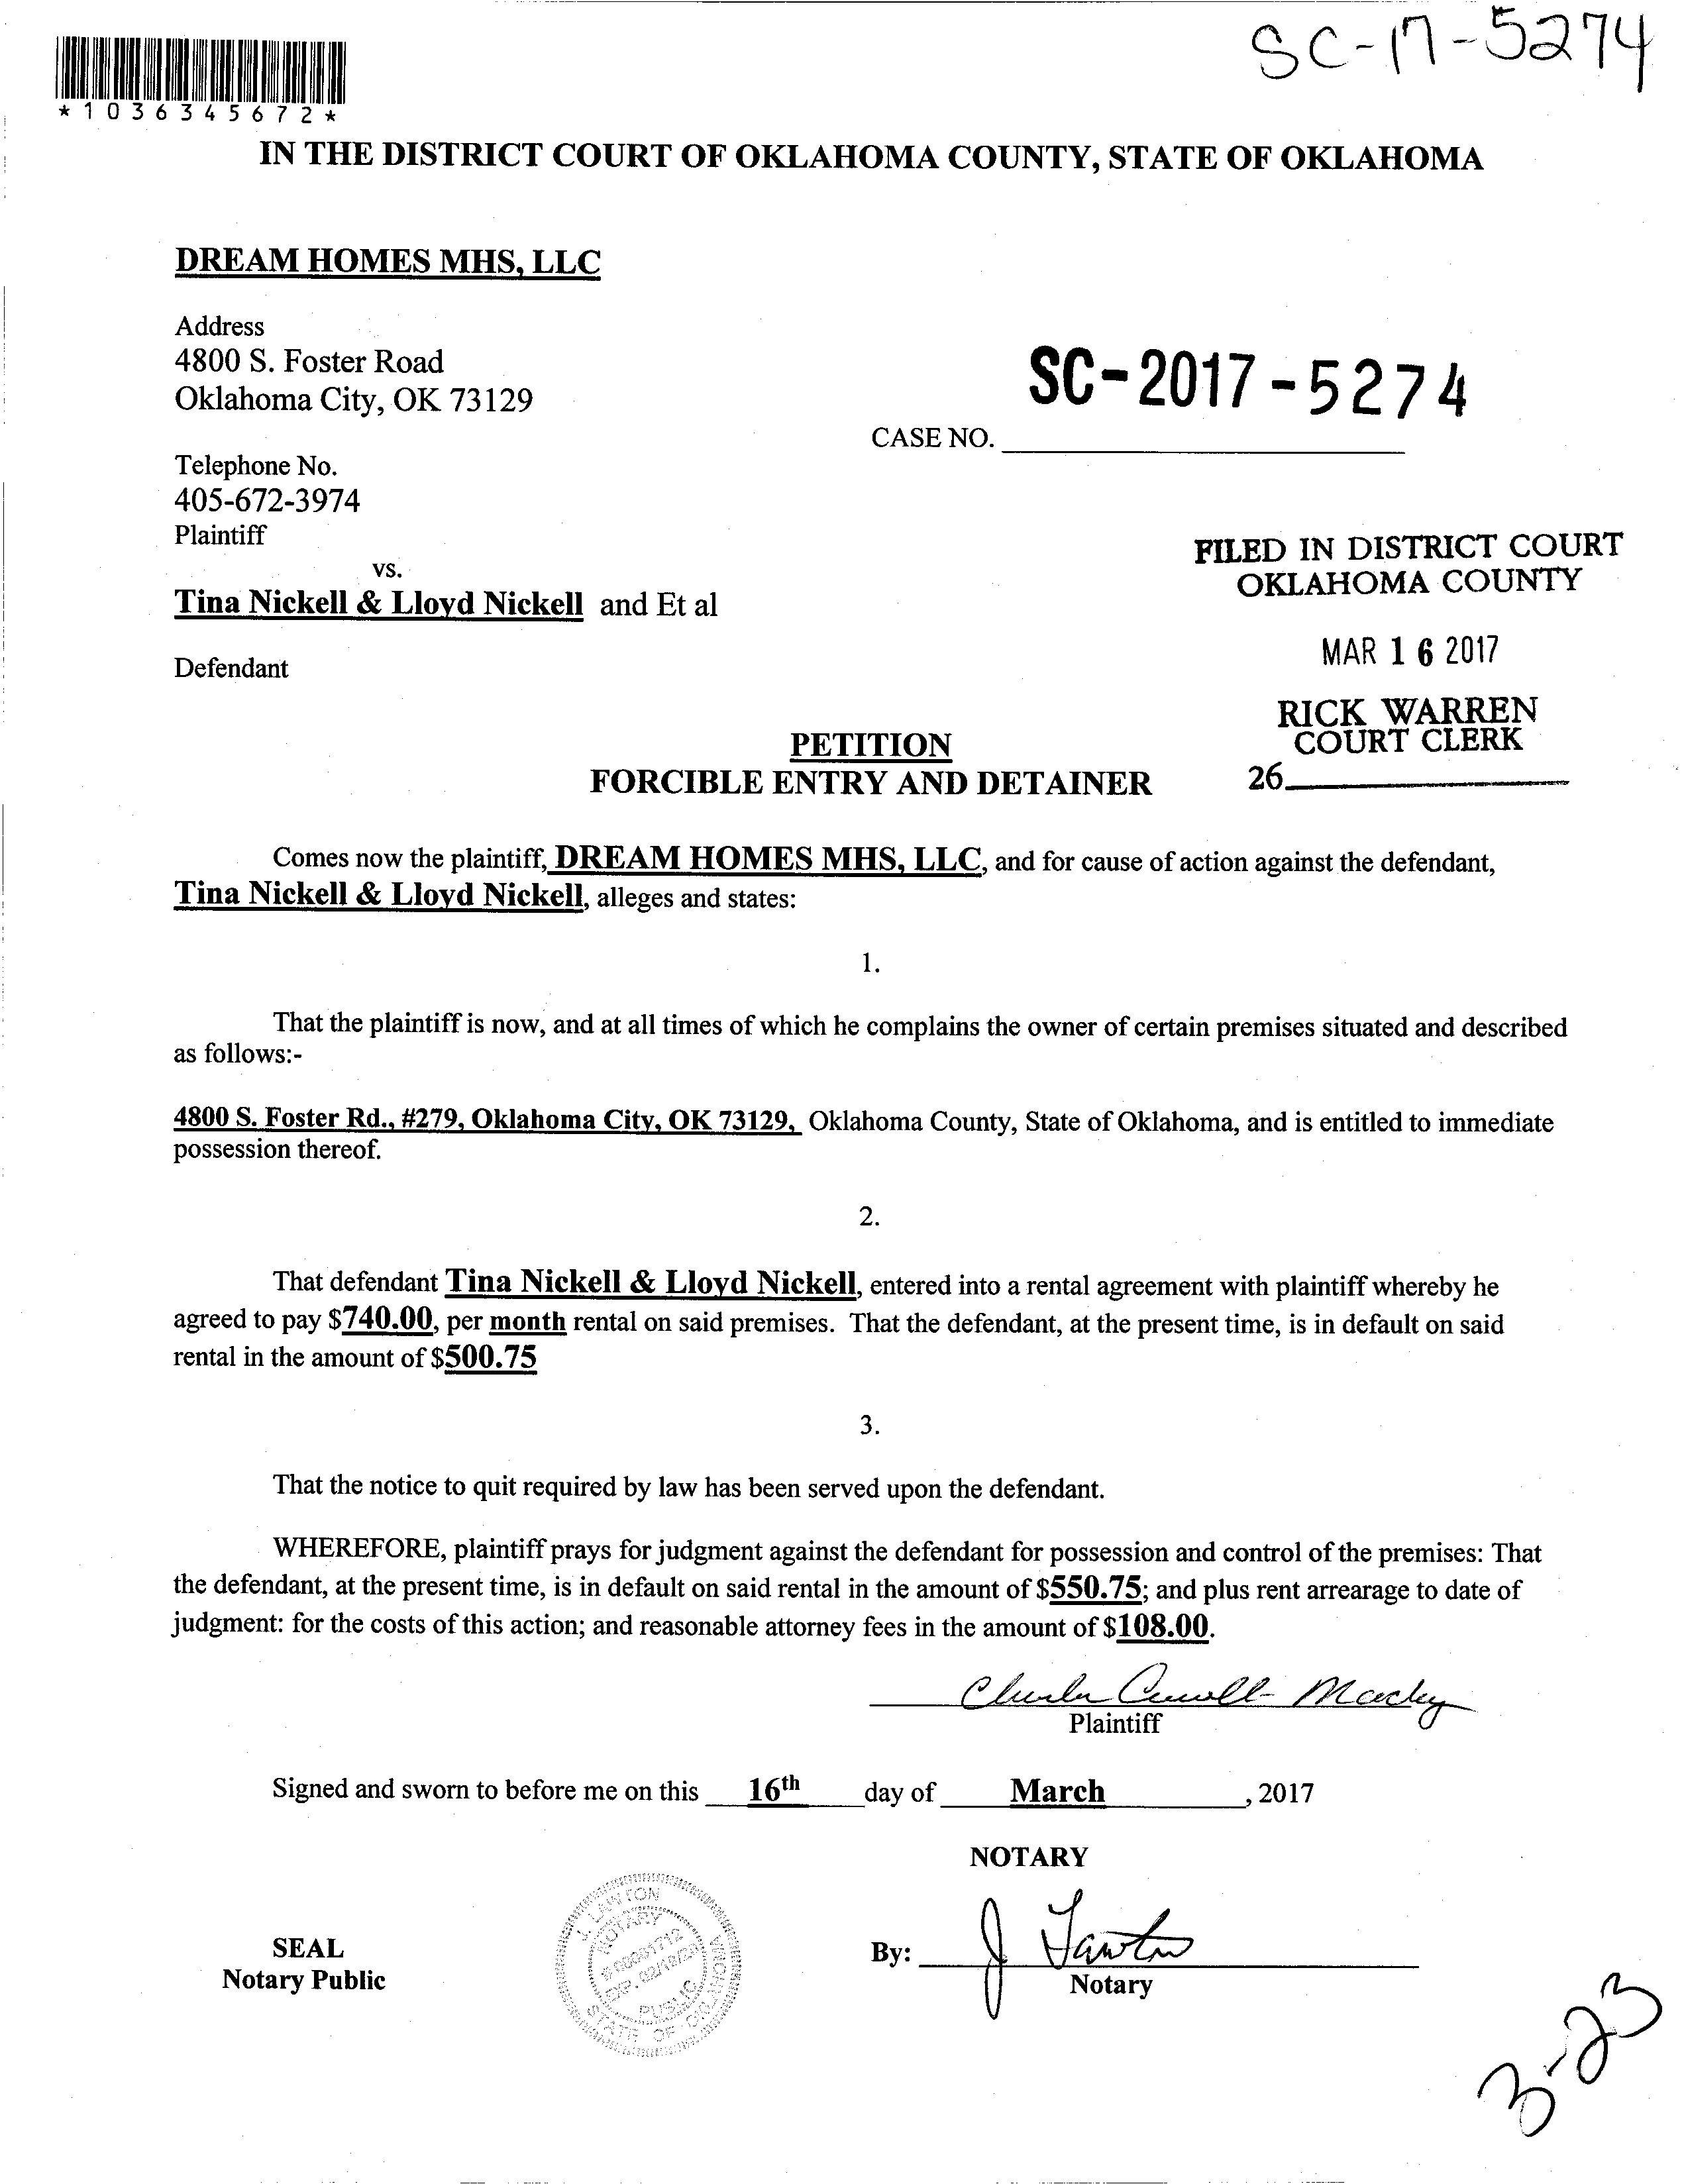 SC-17-5274
*1036345672*
IN THE DISTRICT COURT OF OKLAHOMA COUNTY, STATE OF OKLAHOMA
DREAM HOMES MHS, LLC
Address
4800 S. Foster Road
Oklahoma City, OK 73129
SC-2017-5274
CASE NO.
Telephone No.
405-672-3974
Plaintiff
vs.
Tina Nickell & Lloyd Nickell and Et al
Defendant
FILED IN DISTRICT COURT
OKLAHOMA COUNTY
MAR 16 2017
RICK WARREN
COURT CLERK
26
PETITION
FORCIBLE ENTRY AND DETAINER
Comes now the plaintiff, DREAM HOMES MHS, LLC, and for cause of action against the defendant,
Tina Nickell & Lloyd Nickell, alleges and states:
1.
That the plaintiff is now, and at all times of which he complains the owner of certain premises situated and described
as follows:-
4800 S. Foster Rd., #279, Oklahoma City, OK 73129, Oklahoma County, State of Oklahoma, and is entitled to immediate
possession thereof.
2.
That defendant Tina Nickell & Lloyd Nickell, entered into a rental agreement with plaintiff whereby he
agreed to pay $740.00, per month rental on said premises. That the defendant, at the present time, is in default on said
rental in the amount of $500.75
3.
That the notice to quit required by law has been served upon the defendant.
WHEREFORE, plaintiff prays for judgment against the defendant for possession and control of the premises: That
the defendant, at the present time, is in default on said rental in the amount of $550.75; and plus rent arrearage to date of
judgment: for the costs of this action; and reasonable attorney fees in the amount of $108.00.
Plaintiff
Signed and sworn to before me on this 16th day of March, 2017
NOTARY
SEAL
Notary Public
J. LAWTON
NOTARY
PUBLIC
STATE OF OKLAHOMA
By: J Lawton
Notary
3-23